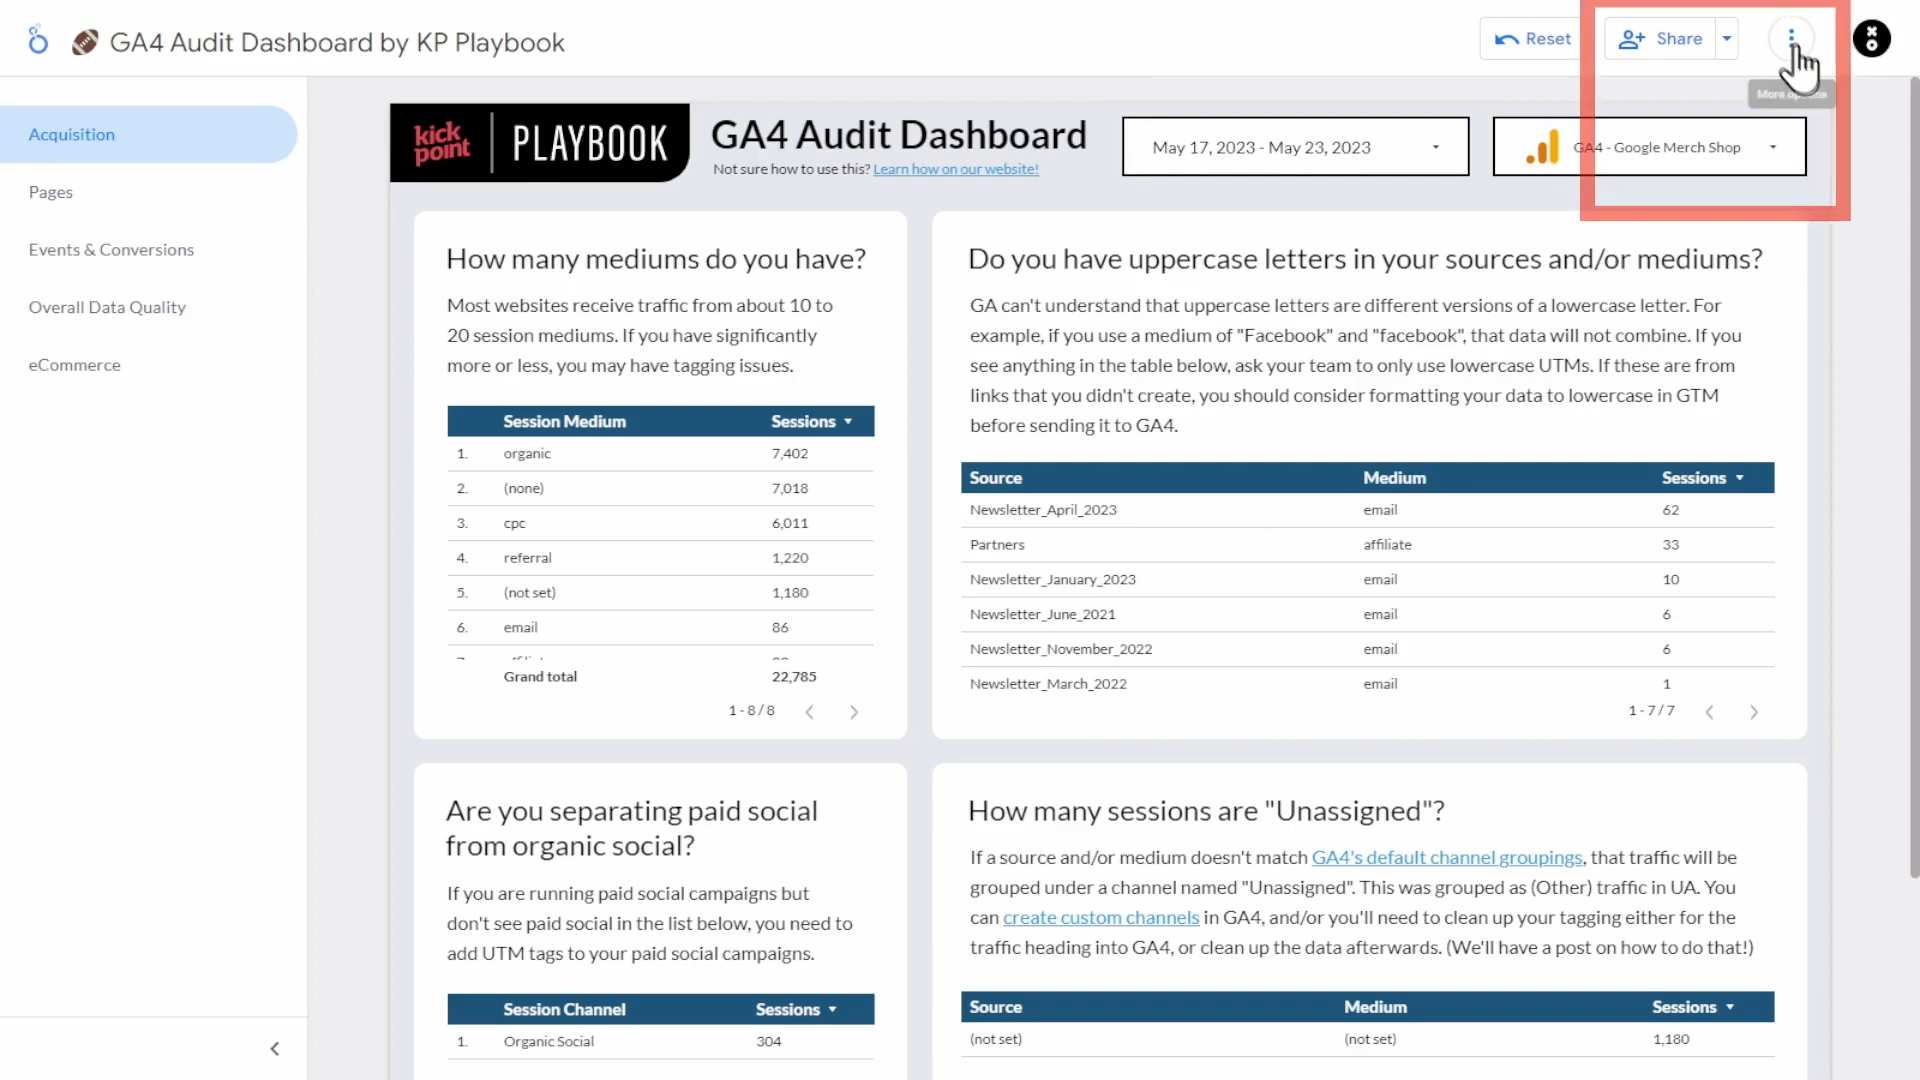 GA4 Audit Dashboard by KP Playbook
Reset
Share
Acquisition
Pages
Events & Conversions
Overall Data Quality
eCommerce
kick point
PLAYBOOK
GA4 Audit Dashboard
Not sure how to use this? Learn how on our website!
May 17, 2023 - May 23, 2023
GA4 - Google Merch Shop
How many mediums do you have?
Most websites receive traffic from about 10 to
20 session mediums. If you have significantly
more or less, you may have tagging issues.
Session Medium Sessions
1. organic 7,402
2. (none) 7,018
3. cpc 6,011
4. referral 1,220
5. (not set) 1,180
6. email 86
Grand total 22,785
1 - 8 / 8
Do you have uppercase letters in your sources and/or mediums?
GA can't understand that uppercase letters are different versions of a lowercase letter. For
example, if you use a medium of "Facebook" and "facebook", that data will not combine. If you
see anything in the table below, ask your team to only use lowercase UTMs. If these are from
links that you didn't create, you should consider formatting your data to lowercase in GTM
before sending it to GA4.
Source Medium Sessions
Newsletter_April_2023 email 62
Partners affiliate 33
Newsletter_January_2023 email 10
Newsletter_June_2021 email 6
Newsletter_November_2022 email 6
Newsletter_March_2022 email 1
1 - 7 / 7
Are you separating paid social
from organic social?
If you are running paid social campaigns but
don't see paid social in the list below, you need to
add UTM tags to your paid social campaigns.
Session Channel Sessions
1. Organic Social 304
How many sessions are "Unassigned"?
If a source and/or medium doesn't match GA4's default channel groupings, that traffic will be
grouped under a channel named "Unassigned". This was grouped as (Other) traffic in UA. You
can create custom channels in GA4, and/or you'll need to clean up your tagging either for the
traffic heading into GA4, or clean up the data afterwards. (We'll have a post on how to do that!)
Source Medium Sessions
(not set) (not set) 1,180